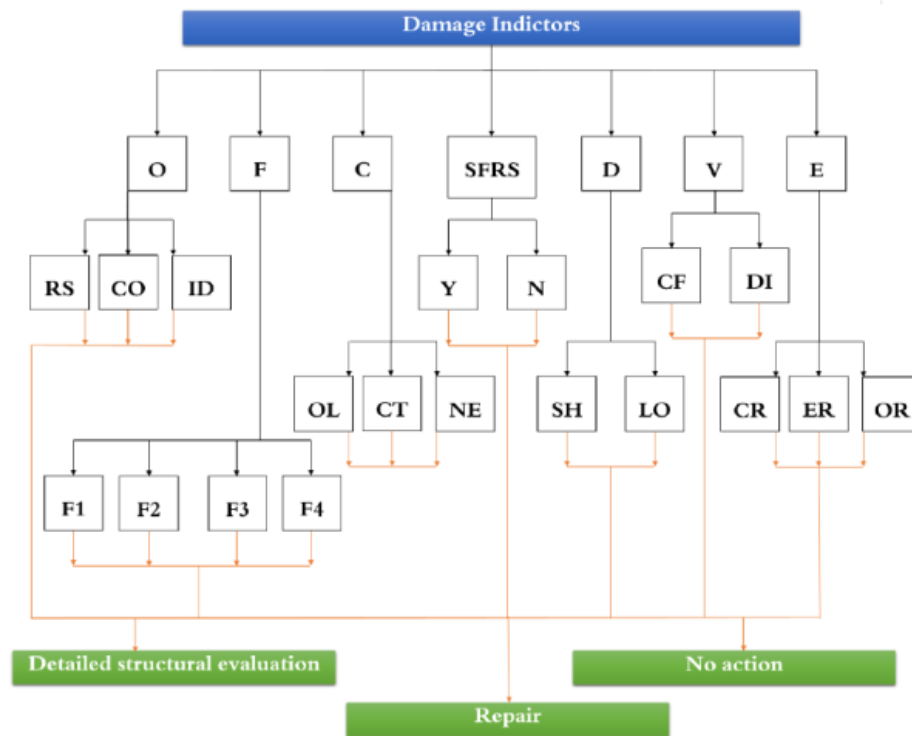 Damage Indictors
O F C SFRS D V E
RS CO ID Y N CF DI
OL CT NE SH LO CR ER OR
F1 F2 F3 F4
Detailed structural evaluation No action
Repair